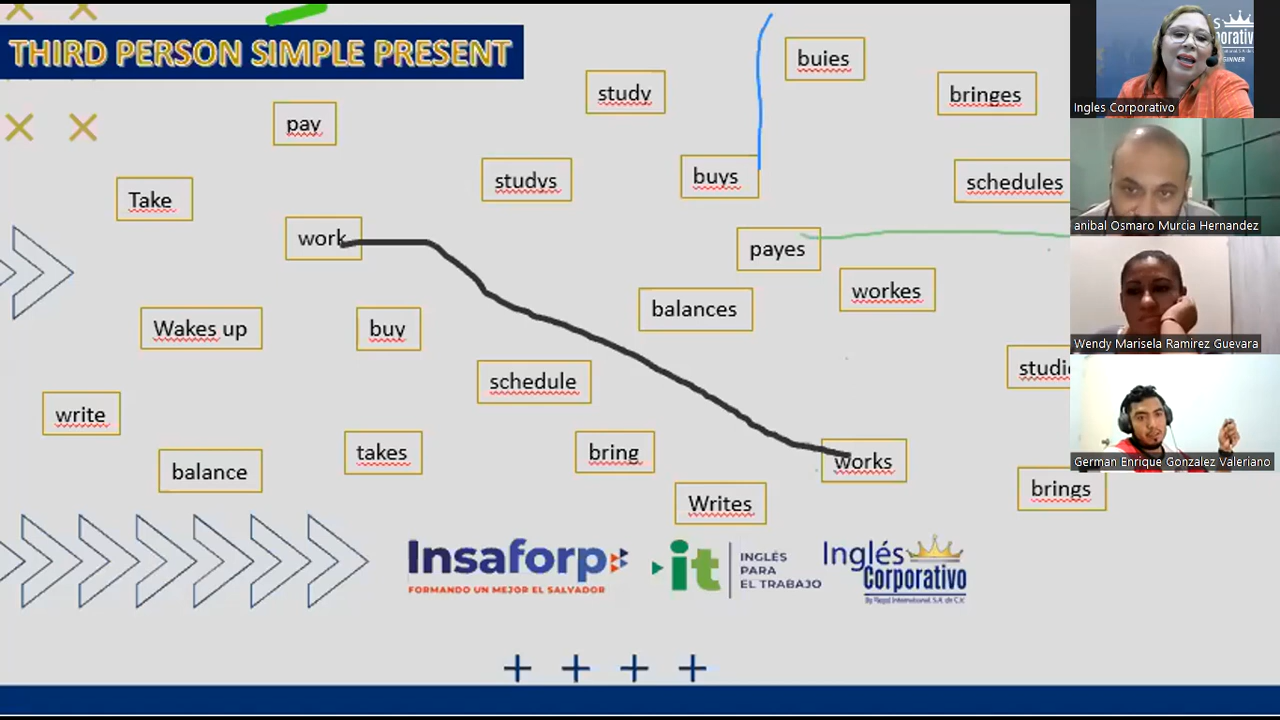 THIRD PERSON SIMPLE PRESENT
buies
study
bringes
pay
studys
buys
schedules
Take
work
payes
workes
balances
Wakes up
buy
schedule
write
takes
bring
works
balance
Writes
brings
Insaforp
FORMANDO UN MEJOR EL SALVADOR
it
INGLÉS
PARA
EL TRABAJO
Inglés
Corporativo
Ingles Corporativo
anibal Osmaro Murcia Hernandez
Wendy Marisela Ramirez Guevara
German Enrique Gonzalez Valeriano